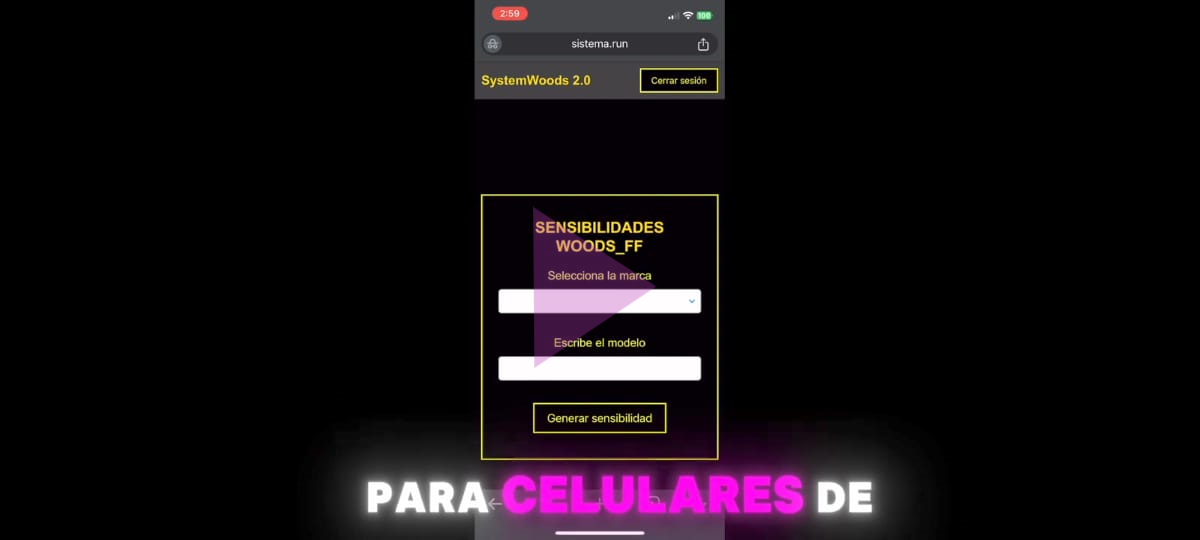 2:59
100
sistema.run
SystemWoods 2.0
Cerrar sesión
SENSIBILIDADES
WOODS_FF
Selecciona la marca
Escribe el modelo
Generar sensibilidad
PARA CELULARES DE